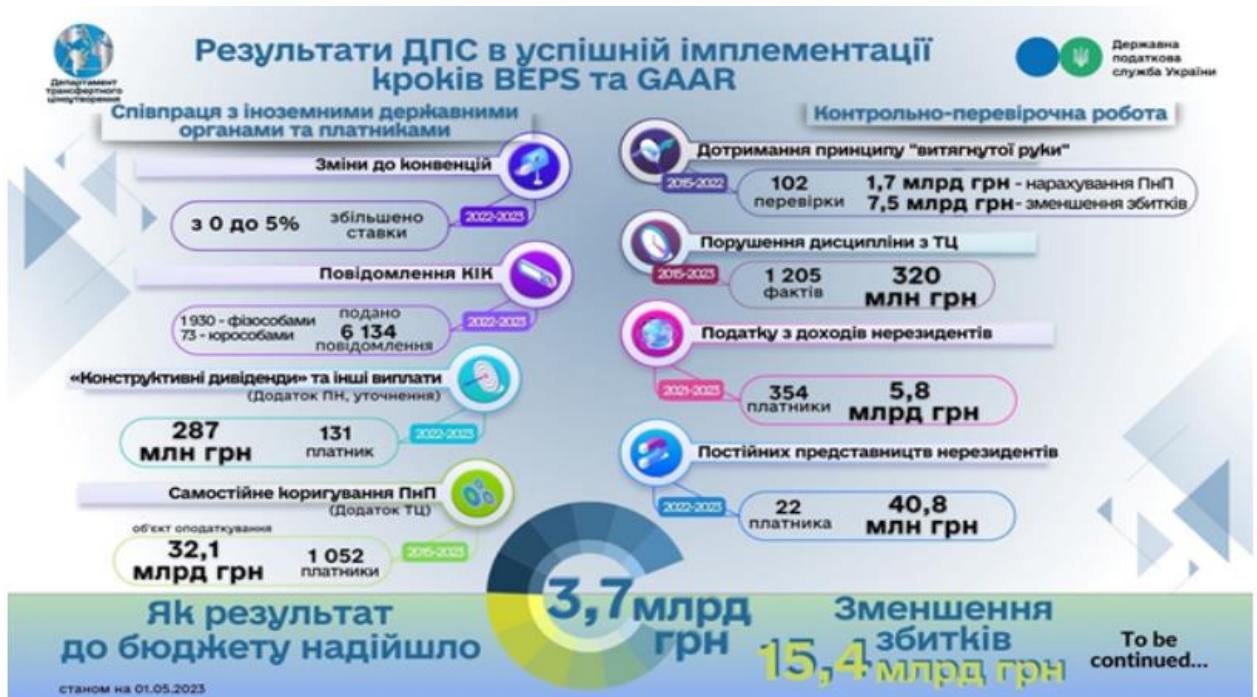 Результати ДПС в успішній імплементації
кроків BEPS та GAAR
Департамент
трансфертного
ціноутворення
Державна
податкова
служба України
Співпраця з іноземними державними
органами та платниками
Зміни до конвенцій
з 0 до 5%
збільшено
ставки
2022-2023
Повідомлення КІК
1 930 - фізособами
73 - юрособами
подано
6 134
повідомлення
2022-2023
«Конструктивні дивіденди» та інші виплати
(Додаток ПН, уточнення)
287
млн грн
131
платник
2022-2023
Самостійне коригування ПнП
(Додаток ТЦ)
об'єкт оподаткування
32,1
млрд грн
1 052
платники
2015-2023
Контрольно-перевірочна робота
Дотримання принципу "витягнутої руки"
2015-2022
102
перевірки
1,7 млрд грн - нарахування ПнП
7,5 млрд грн- зменшення збитків
Порушення дисципліни з ТЦ
2015-2023
1 205
фактів
320
млн грн
Податку з доходів нерезидентів
2021-2023
354
платники
5,8
млрд грн
Постійних представництв нерезидентів
2022-2023
22
платника
40,8
млн грн
Як результат
до бюджету надійшло
3,7 млрд
грн
Зменшення
збитків
15,4 млрд грн
To be
continued...
станом на 01.05.2023